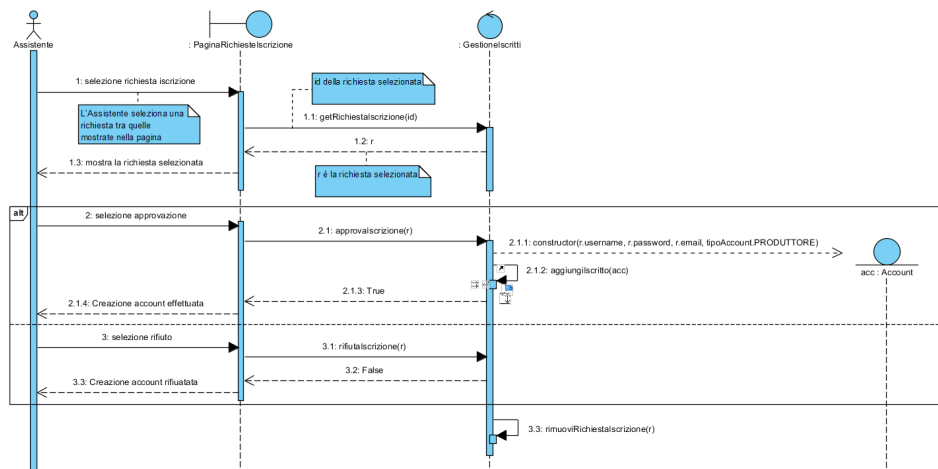 Assistente
: PaginaRichiesteIscrizione
: GestioneIscritti
1: selezione richiesta iscrizione
id della richiesta selezionata
L'Assistente seleziona una
richiesta tra quelle
mostrate nella pagina
1.1: getRichiestaIscrizione(id)
1.2: r
1.3: mostra la richiesta selezionata
r é la richiesta selezionata
alt
2: selezione approvazione
2.1: approvaIscrizione(r)
2.1.1: constructor(r.username, r.password, r.email, tipoAccount.PRODUTTORE)
acc : Account
2.1.2: aggiungiIscritto(acc)
2.1.3: True
2.1.4: Creazione account effettuata
3: selezione rifiuto
3.1: rifiutaIscrizione(r)
3.2: False
3.3: Creazione account rifiuatata
3.3: rimuoviRichiestaIscrizione(r)